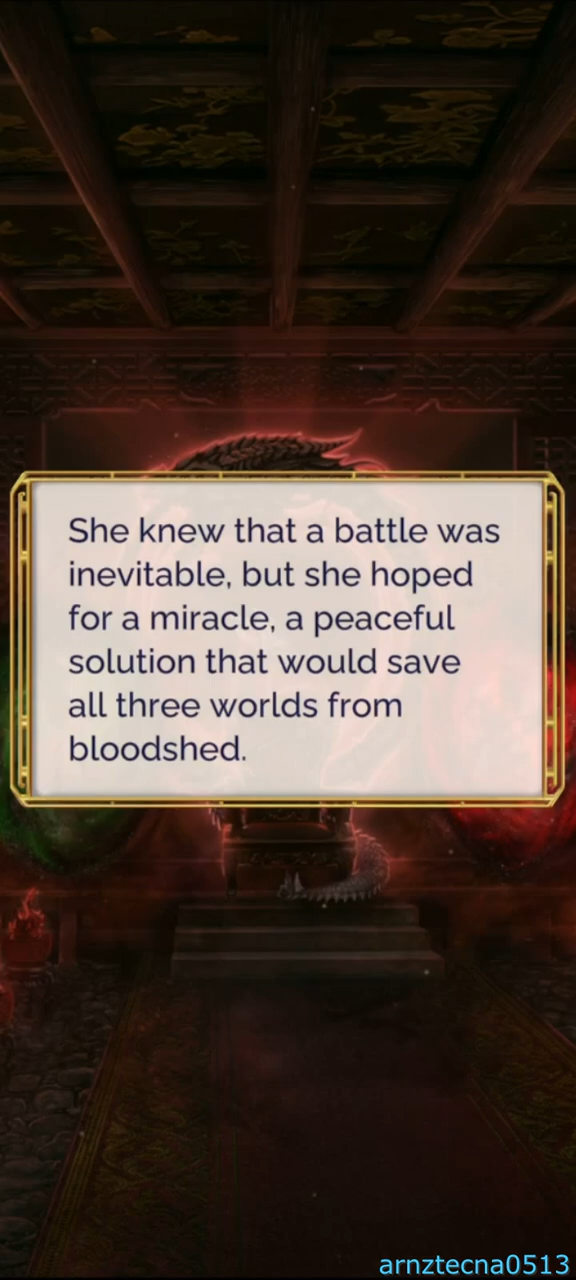 She knew that a battle was
inevitable, but she hoped
for a miracle, a peaceful
solution that would save
all three worlds from
bloodshed.
arnztecna0513